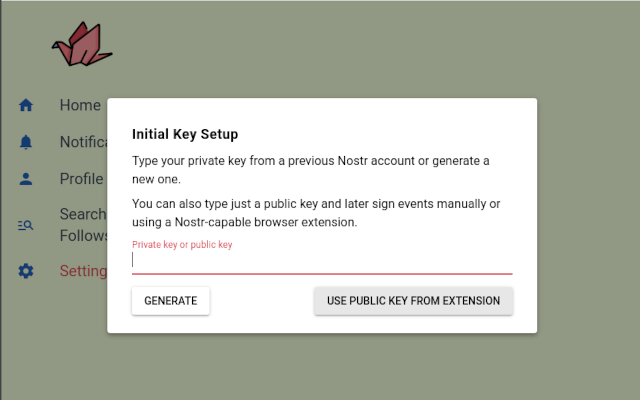 Home
Notifica
Profile
Search
Follows
Setting
Initial Key Setup
Type your private key from a previous Nostr account or generate a
new one.
You can also type just a public key and later sign events manually or
using a Nostr-capable browser extension.
Private key or public key
GENERATE
USE PUBLIC KEY FROM EXTENSION